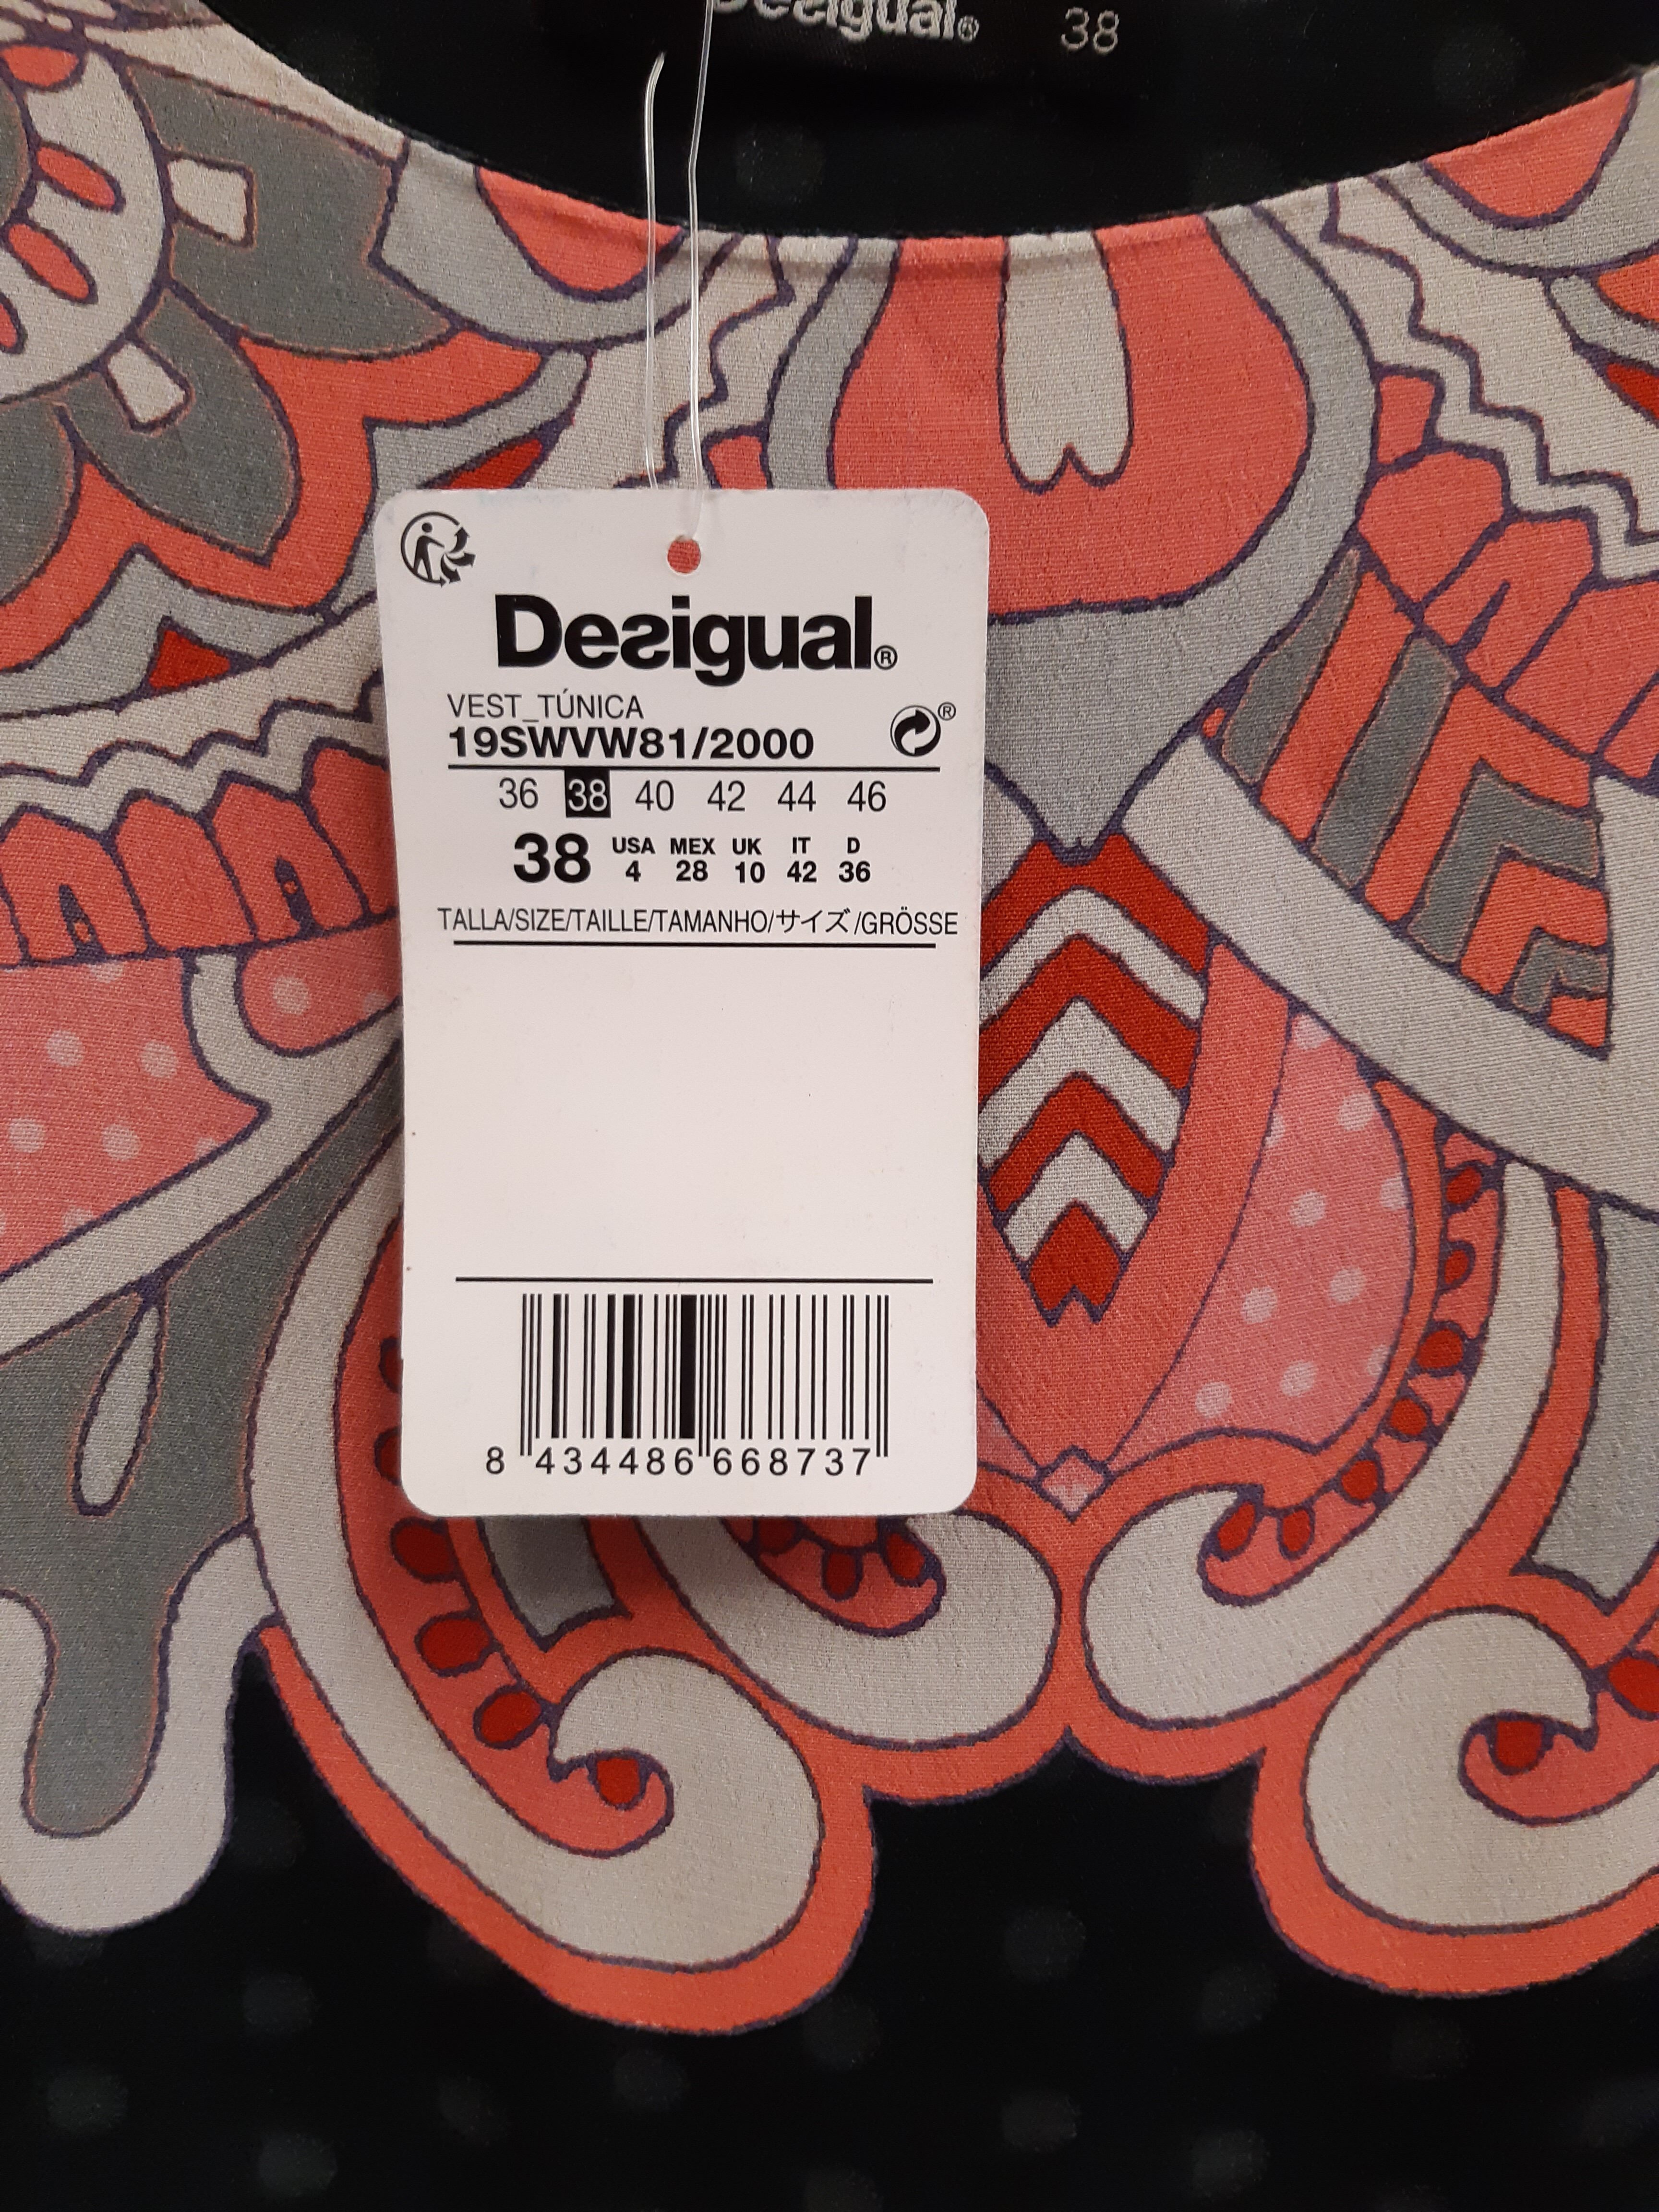 Desigual® 38
Desigual®
VEST_TÚNICA
19SWVW81/2000 ®
36 38 40 42 44 46
38 USA 4 MEX 28 UK 10 IT 42 D 36
TALLA/SIZE/TAILLE/TAMANHO/サイズ/GRÖSSE
8 434486 668737